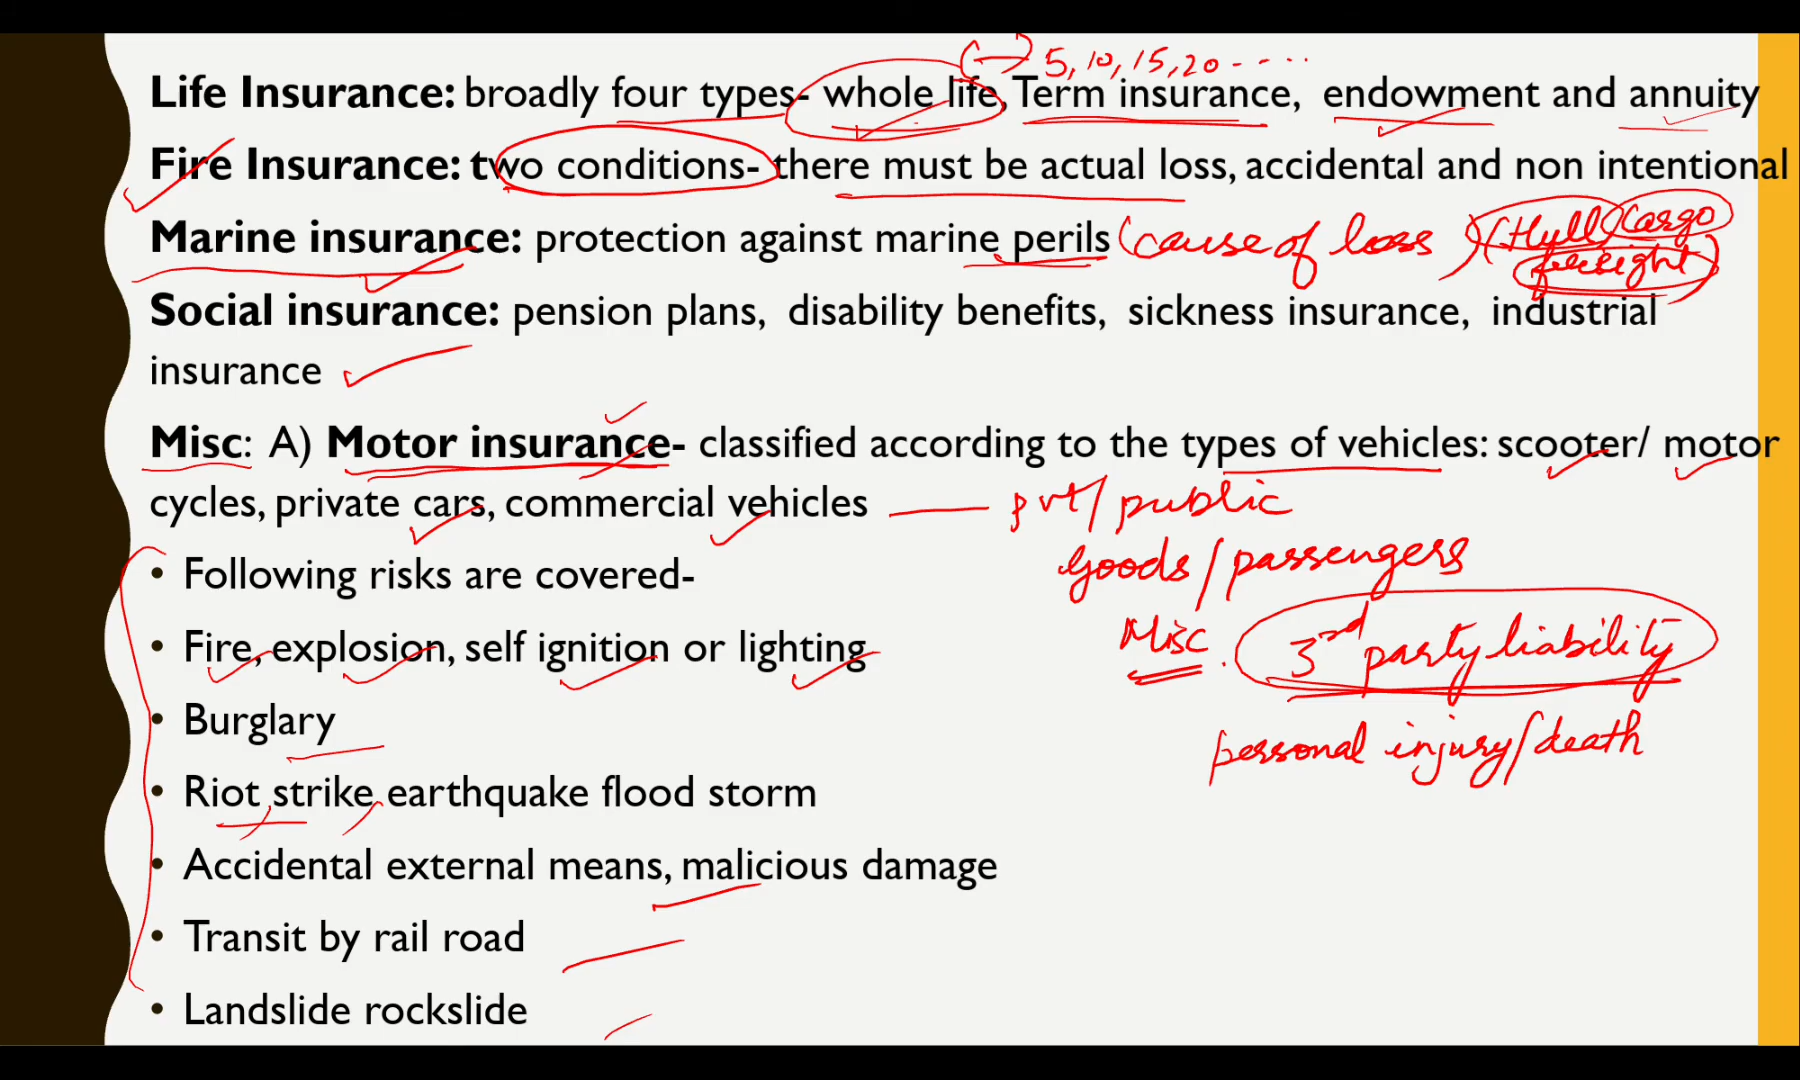 5, 10, 15, 20 - - - ..
Life Insurance: broadly four types- whole life, Term insurance, endowment and annuity
Fire Insurance: two conditions- there must be actual loss, accidental and non intentional
Marine insurance: protection against marine perils (cause of loss) (Hull/Cargo
freight)
Social insurance: pension plans, disability benefits, sickness insurance, industrial
insurance
Misc: A) Motor insurance- classified according to the types of vehicles: scooter/ motor
cycles, private cars, commercial vehicles — pvt/public
goods/passengers
• Following risks are covered-
Misc. 3rd party liability
• Fire, explosion, self ignition or lighting
• Burglary
personal injury/death
• Riot, strike, earthquake flood storm
• Accidental external means, malicious damage
• Transit by rail road
• Landslide rockslide